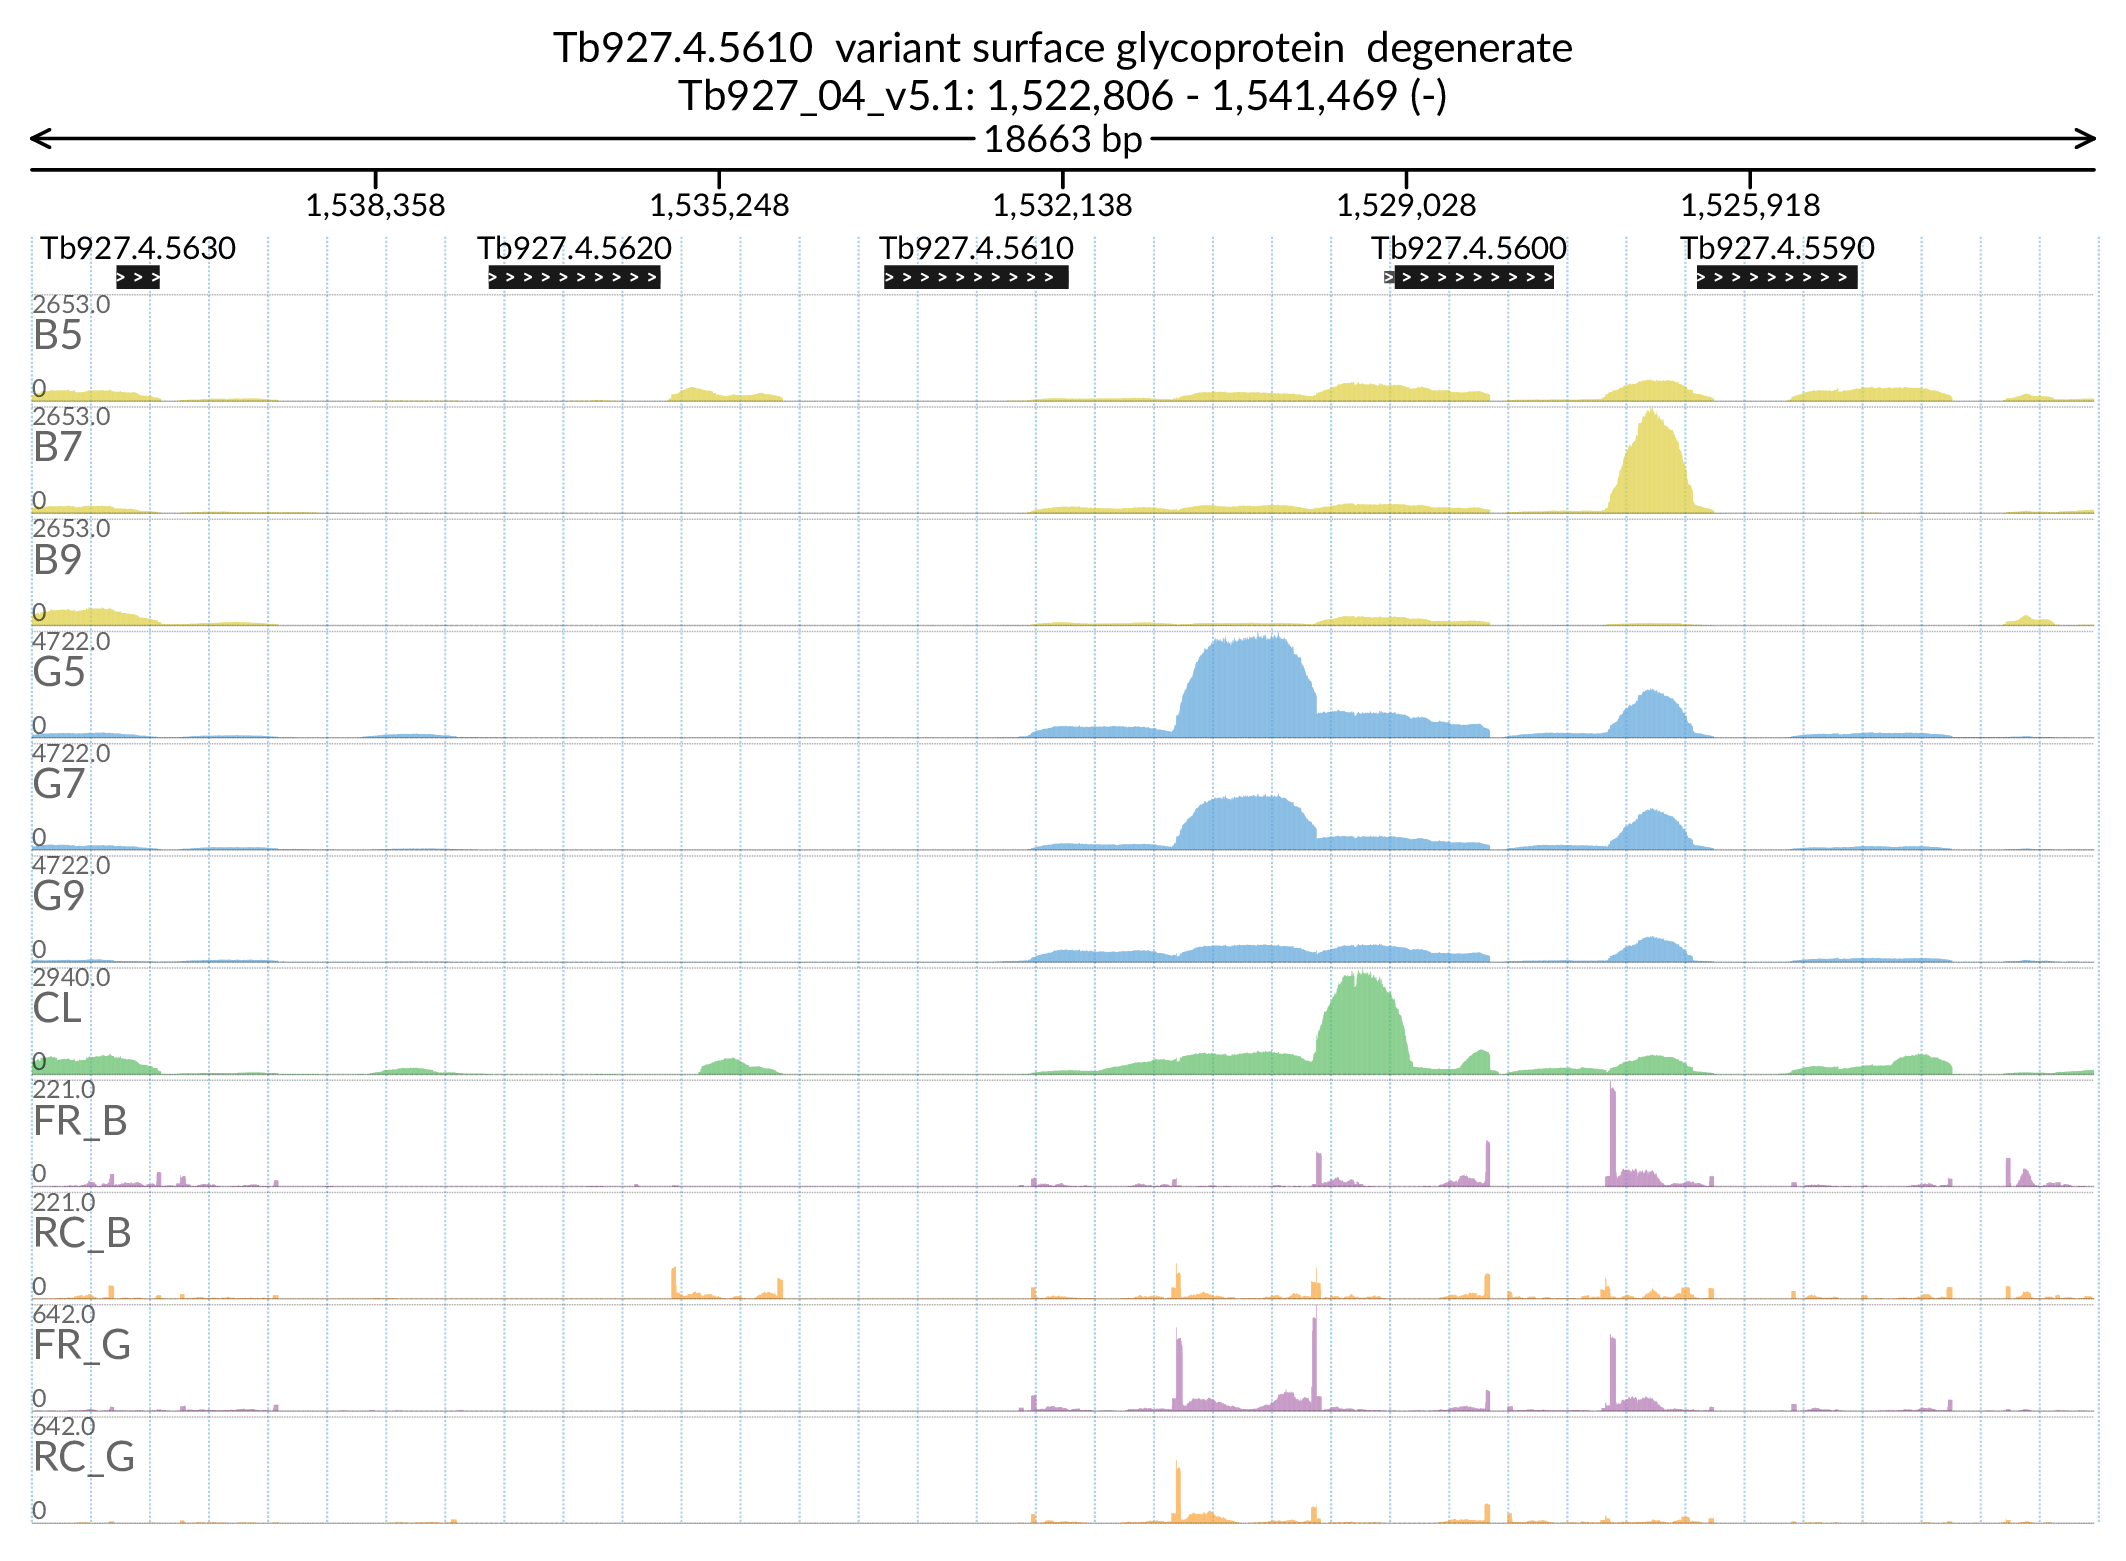 Tb927.4.5610 variant surface glycoprotein degenerate
Tb927_04_v5.1: 1,522,806 - 1,541,469 (-)
18663 bp
1,538,358 1,535,248 1,532,138 1,529,028 1,525,918
Tb927.4.5630 Tb927.4.5620 Tb927.4.5610 Tb927.4.5600 Tb927.4.5590
2653.0
B5
0
2653.0
B7
0
2653.0
B9
0
4722.0
G5
0
4722.0
G7
0
4722.0
G9
0
2940.0
CL
0
221.0
FR_B
0
221.0
RC_B
0
642.0
FR_G
0
642.0
RC_G
0